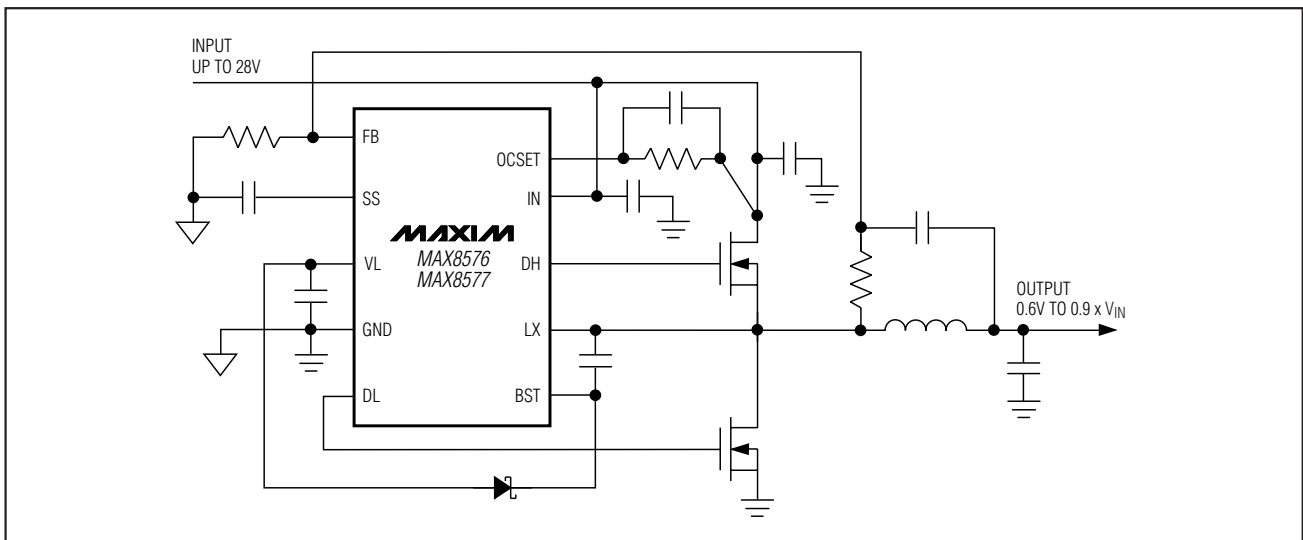 INPUT
UP TO 28V
FB
OCSET
SS
IN
MAXIM
MAX8576
MAX8577
VL
DH
GND
LX
DL
BST
OUTPUT
0.6V TO 0.9 x VIN